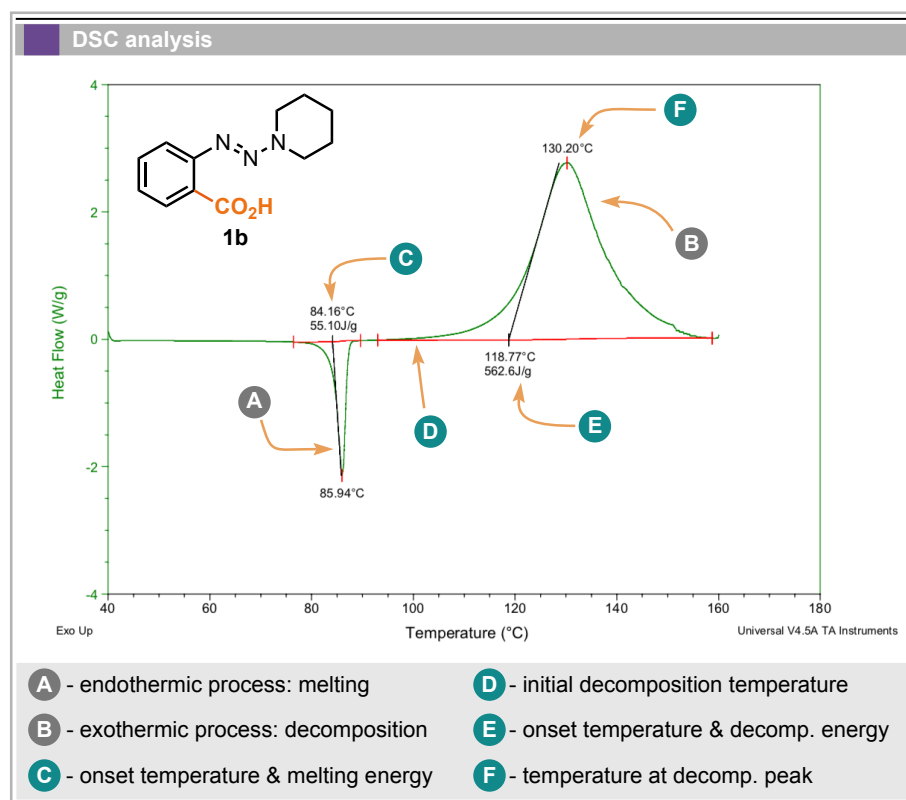 DSC analysis
4
2
0
-2
-4
Heat Flow (W/g)
N
N
N
CO2H
1b
F
130.20°C
B
C
84.16°C
55.10J/g
118.77°C
562.6J/g
A
D
E
85.94°C
40 60 80 100 120 140 160 180
Exo Up Temperature (°C) Universal V4.5A TA Instruments
A - endothermic process: melting
D - initial decomposition temperature
B - exothermic process: decomposition
E - onset temperature & decomp. energy
C - onset temperature & melting energy
F - temperature at decomp. peak